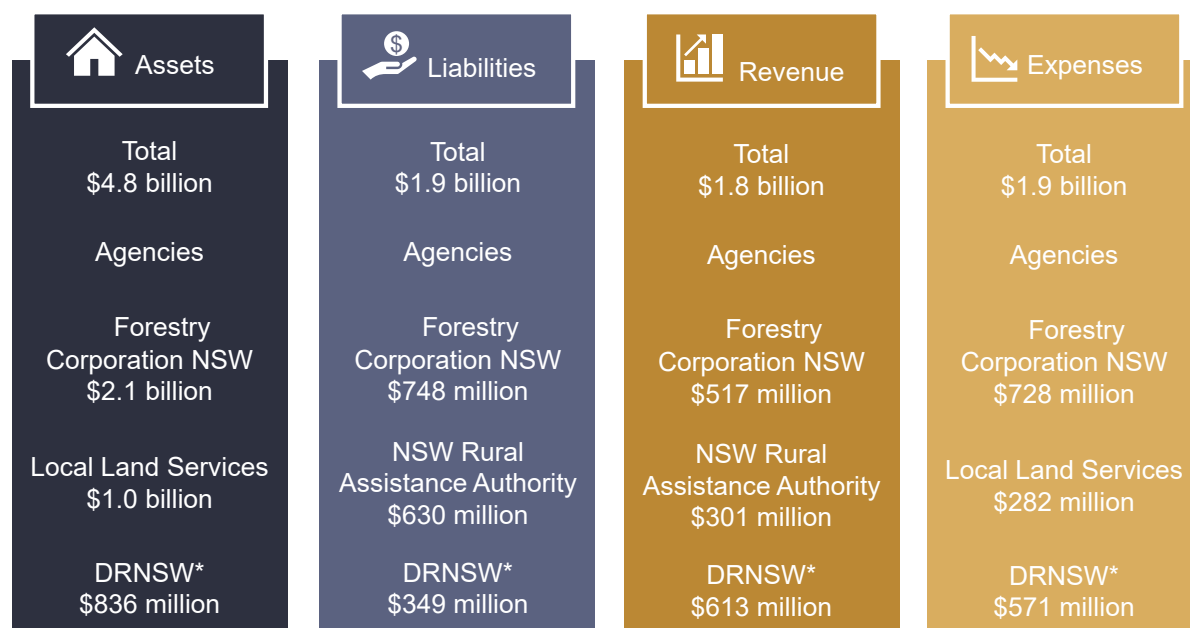 Assets
Total
$4.8 billion
Agencies
Forestry
Corporation NSW
$2.1 billion
Local Land Services
$1.0 billion
DRNSW*
$836 million
$
Liabilities
Total
$1.9 billion
Agencies
Forestry
Corporation NSW
$748 million
NSW Rural
Assistance Authority
$630 million
DRNSW*
$349 million
Revenue
Total
$1.8 billion
Agencies
Forestry
Corporation NSW
$517 million
NSW Rural
Assistance Authority
$301 million
DRNSW*
$613 million
Expenses
Total
$1.9 billion
Agencies
Forestry
Corporation NSW
$728 million
Local Land Services
$282 million
DRNSW*
$571 million